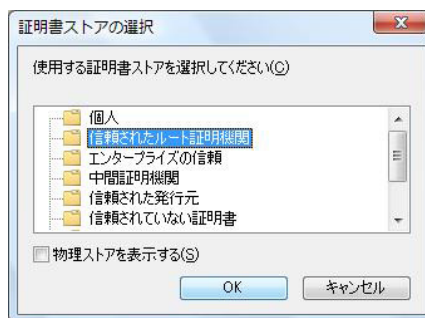 証明書ストアの選択
使用する証明書ストアを選択してください(C)
個人
信頼されたルート証明機関
エンタープライズの信頼
中間証明機関
信頼された発行元
信頼されていない証明書
物理ストアを表示する(S)
OK キャンセル